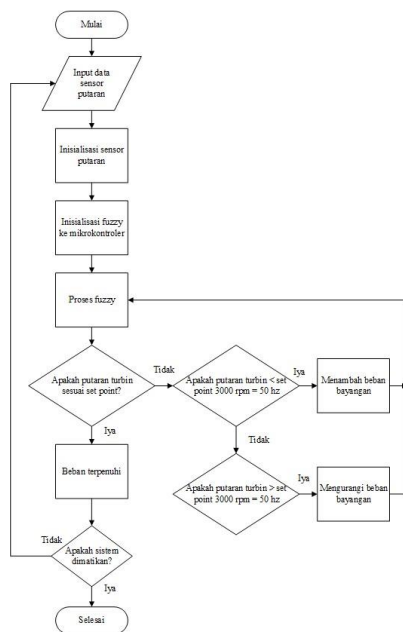 Mulai
Input data
sensor
putaran
Inisialisasi sensor
putaran
Inisialisasi fuzzy
ke mikrokontroler
Proses fuzzy
Apakah putaran turbin
sesuai set point?
Tidak
Apakah putaran turbin < set
point 3000 rpm = 50 hz
Iya
Menambah beban
bayangan
Iya
Tidak
Beban terpenuhi
Apakah putaran turbin > set
point 3000 rpm = 50 hz
Iya
Mengurangi beban
bayangan
Tidak
Apakah sistem
dimatikan?
Iya
Selesai